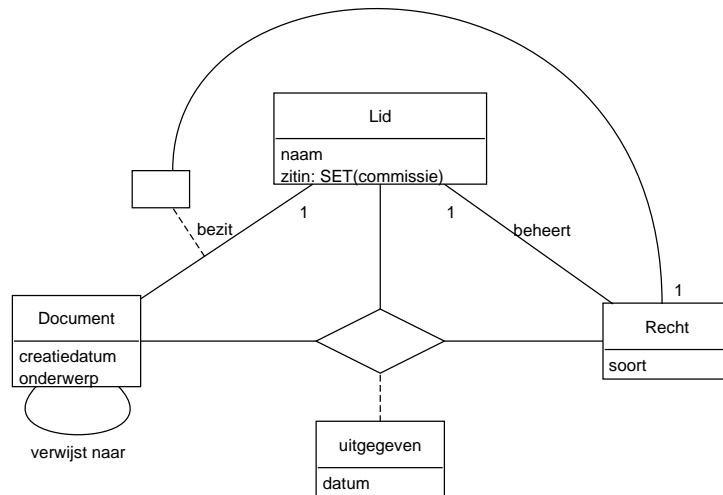 Lid
naam
zitin: SET(commissie)
bezit
1
1
beheert
1
Document
creatiedatum
onderwerp
Recht
soort
verwijst naar
uitgegeven
datum